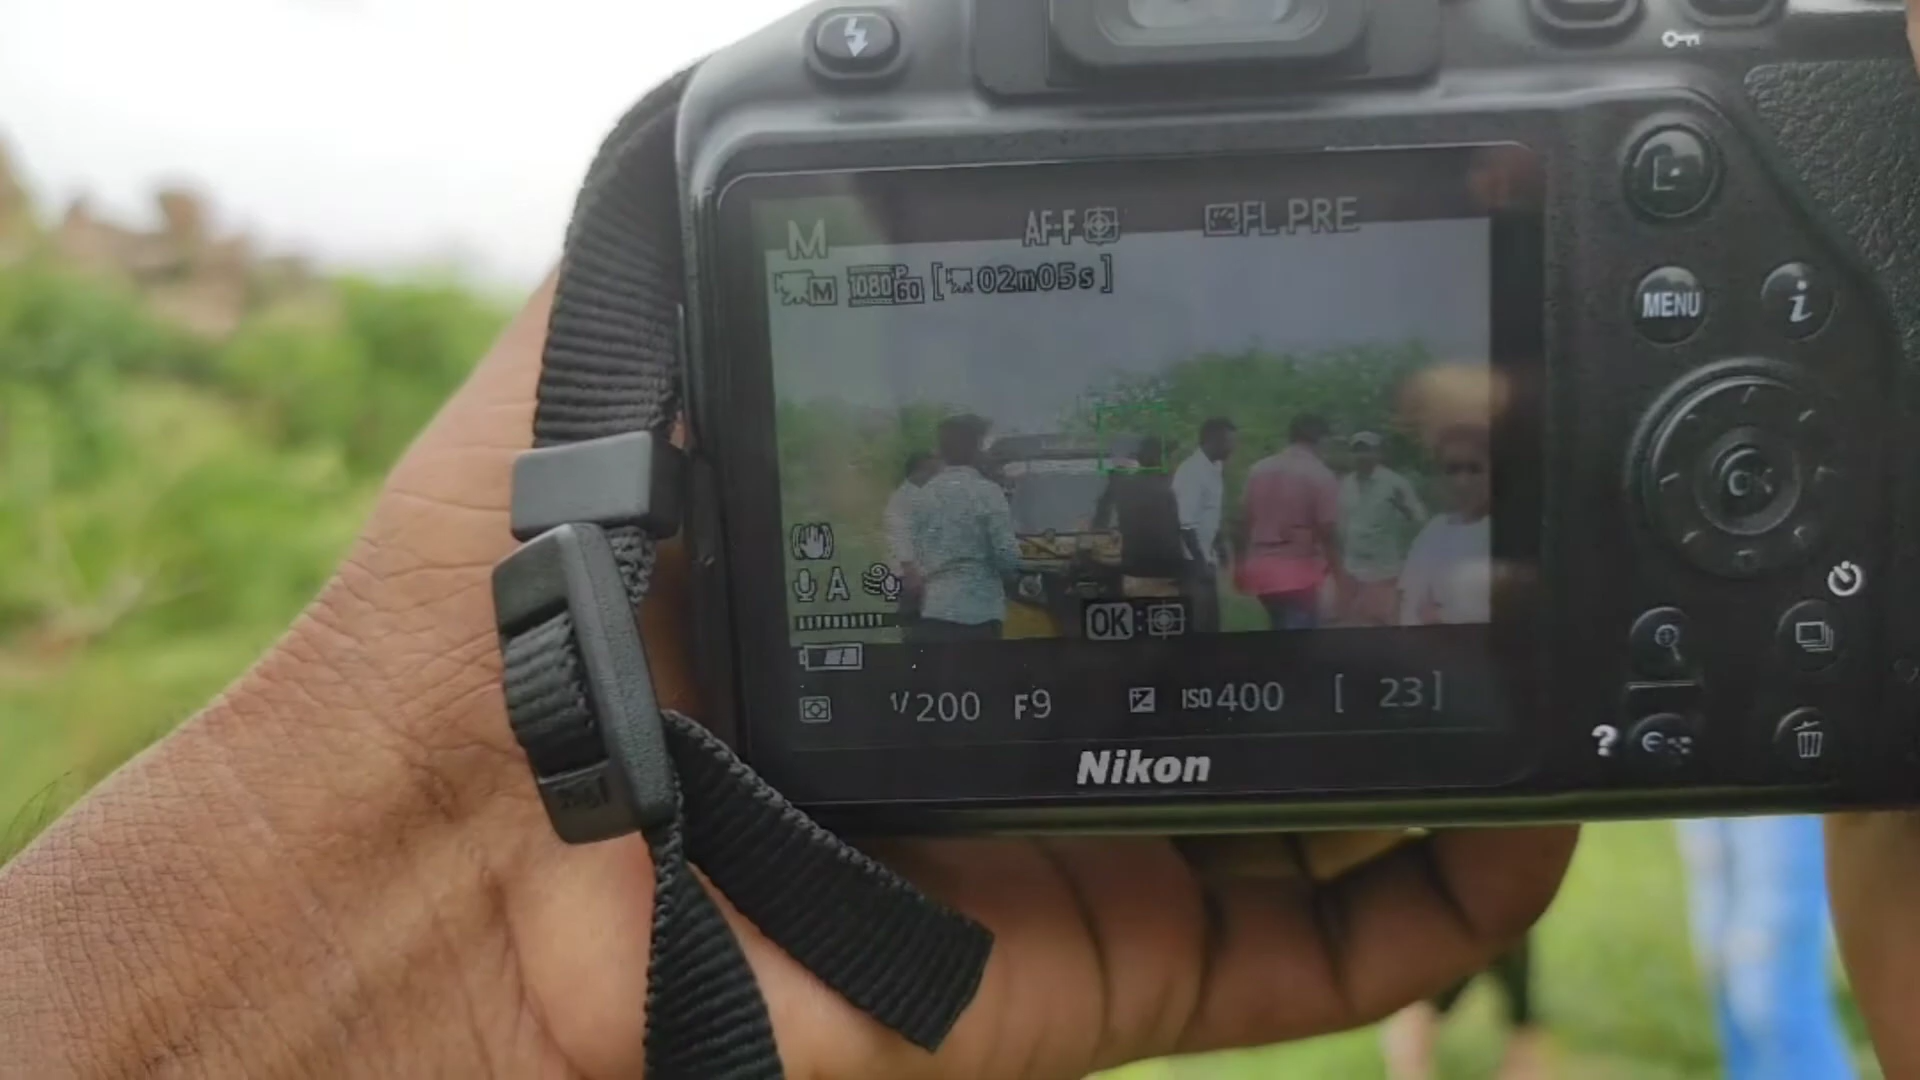 M AF-F FL PRE
M 1080 P 60 [02m05s]
MENU i
OK
A
OK:
1/200 F9 ISO 400 [ 23]
?
Nikon